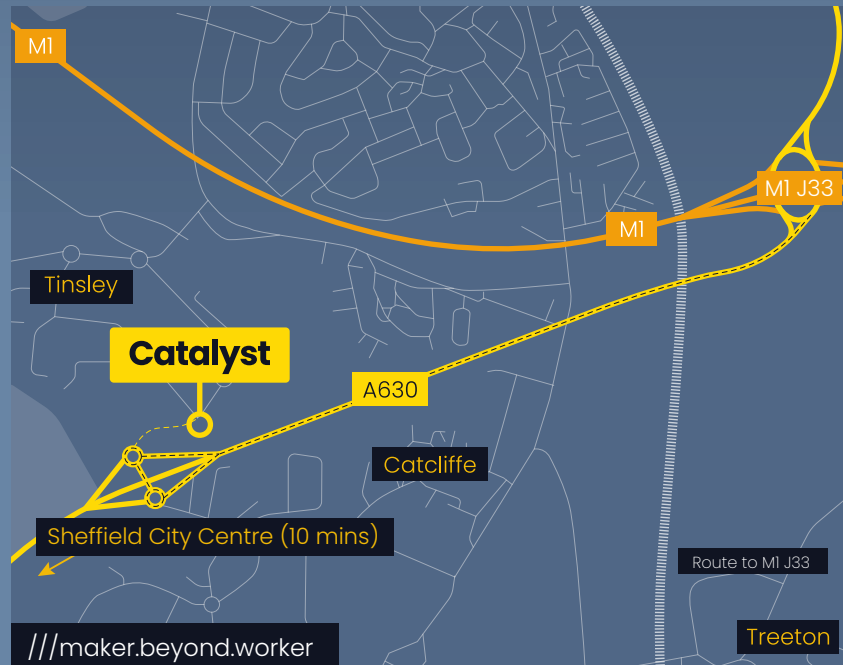 M1
M1 J33
M1
Tinsley
Catalyst
A630
Catcliffe
Sheffield City Centre (10 mins)
Route to M1 J33
Treeton
///maker.beyond.worker